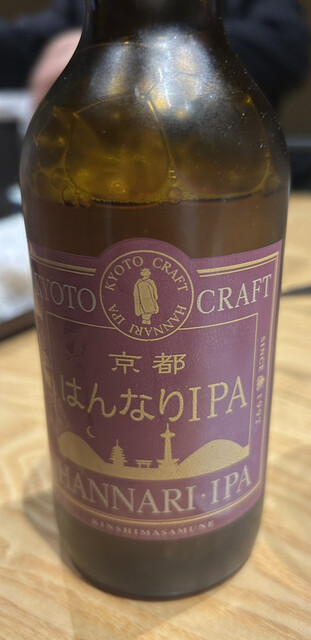 KYOTO CRAFT
HANNARI IPA
KYOTO CRAFT
京都
はんなりIPA
SINCE 1997
HANNARI・IPA
KINSHIMASAMUNE